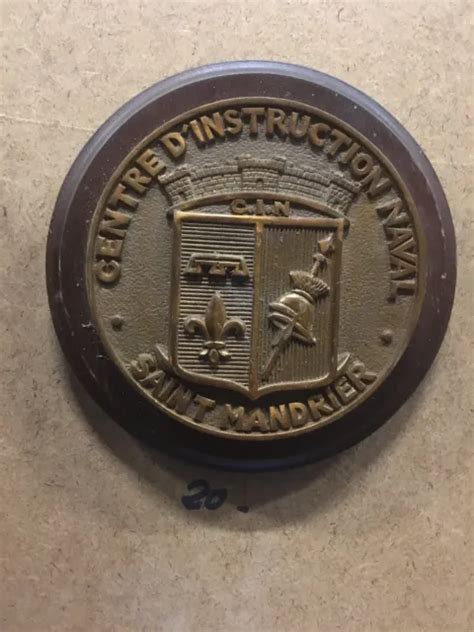 CENTRE D'INSTRUCTION NAVAL
C.I.N
SAINT MANDRIER
20.-